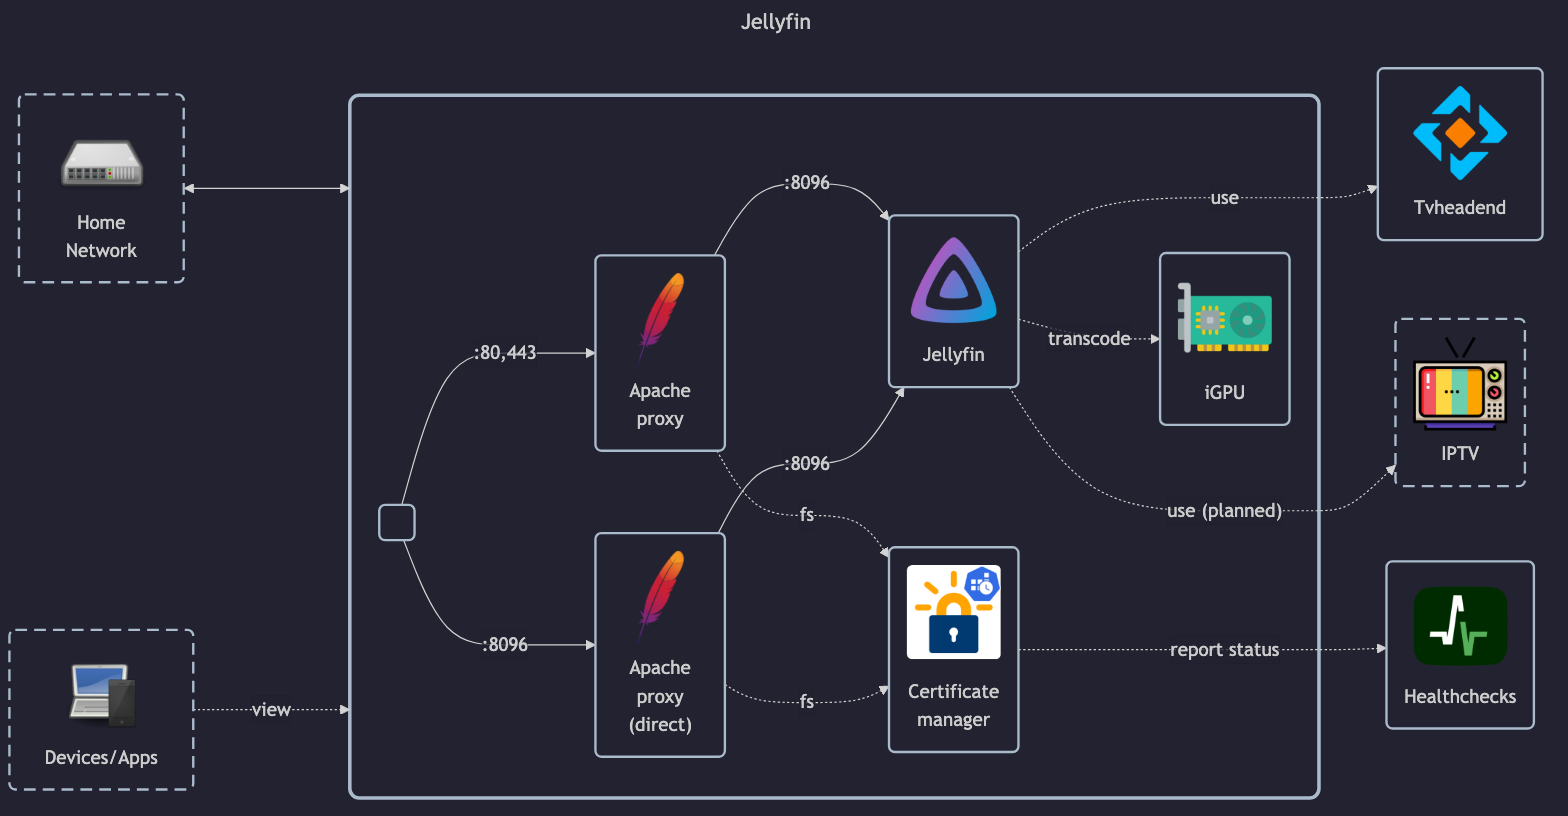 Jellyfin
Home
Network
:8096
use
Tvheadend
:80,443
Apache
proxy
Jellyfin
transcode
iGPU
:8096
IPTV
fs
use (planned)
:8096
Apache
proxy
(direct)
fs
Certificate
manager
report status
Healthchecks
view
Devices/Apps